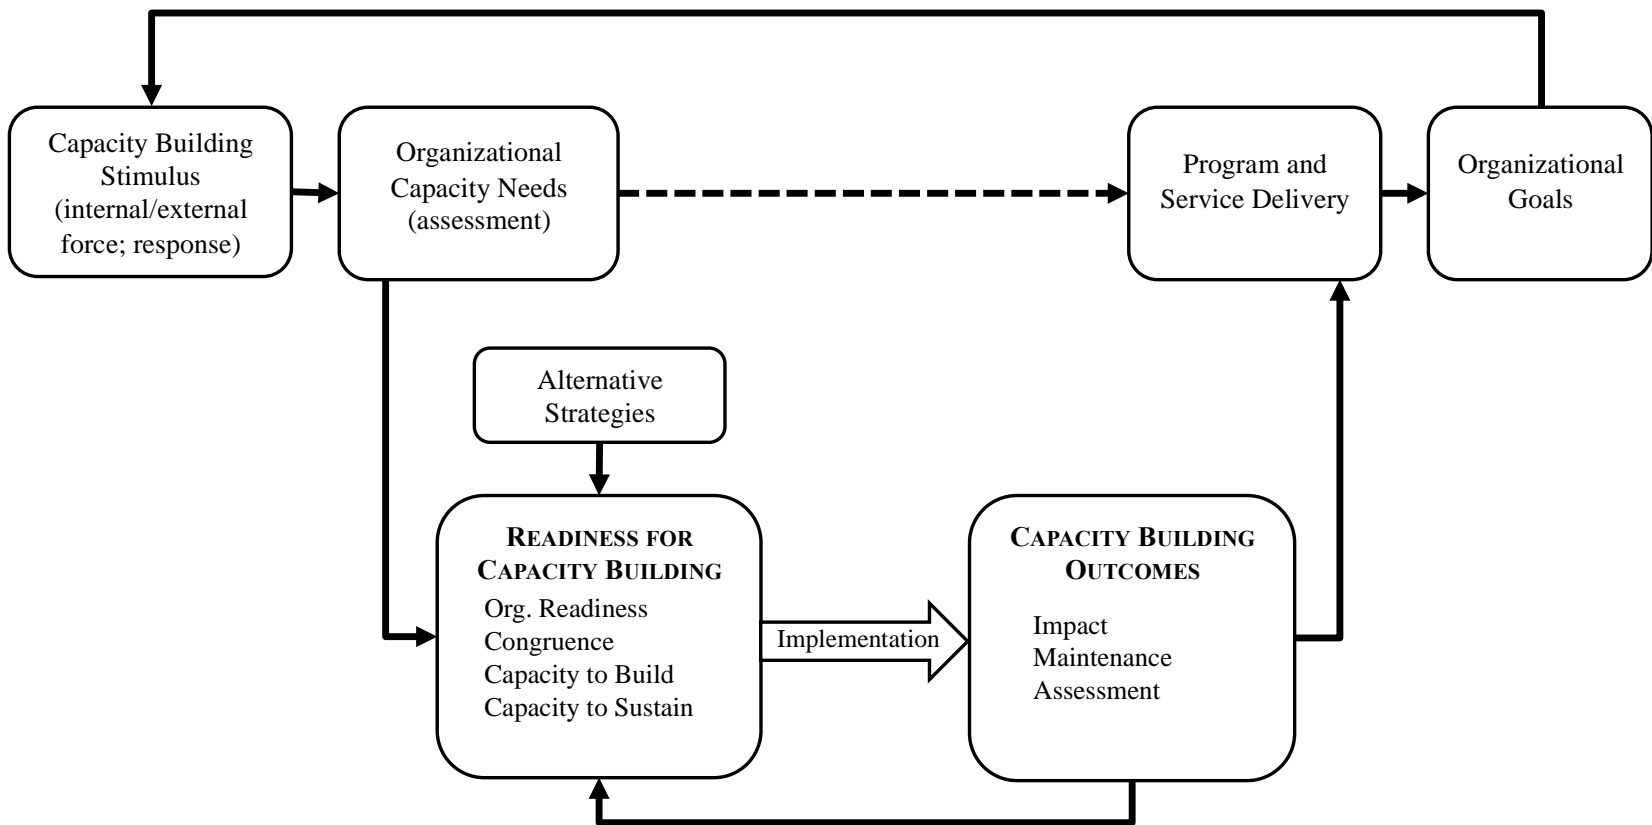 Capacity Building
Stimulus
(internal/external
force; response)
Organizational
Capacity Needs
(assessment)
Program and
Service Delivery
Organizational
Goals
Alternative
Strategies
READINESS FOR
CAPACITY BUILDING
Org. Readiness
Congruence
Capacity to Build
Capacity to Sustain
Implementation
CAPACITY BUILDING
OUTCOMES
Impact
Maintenance
Assessment